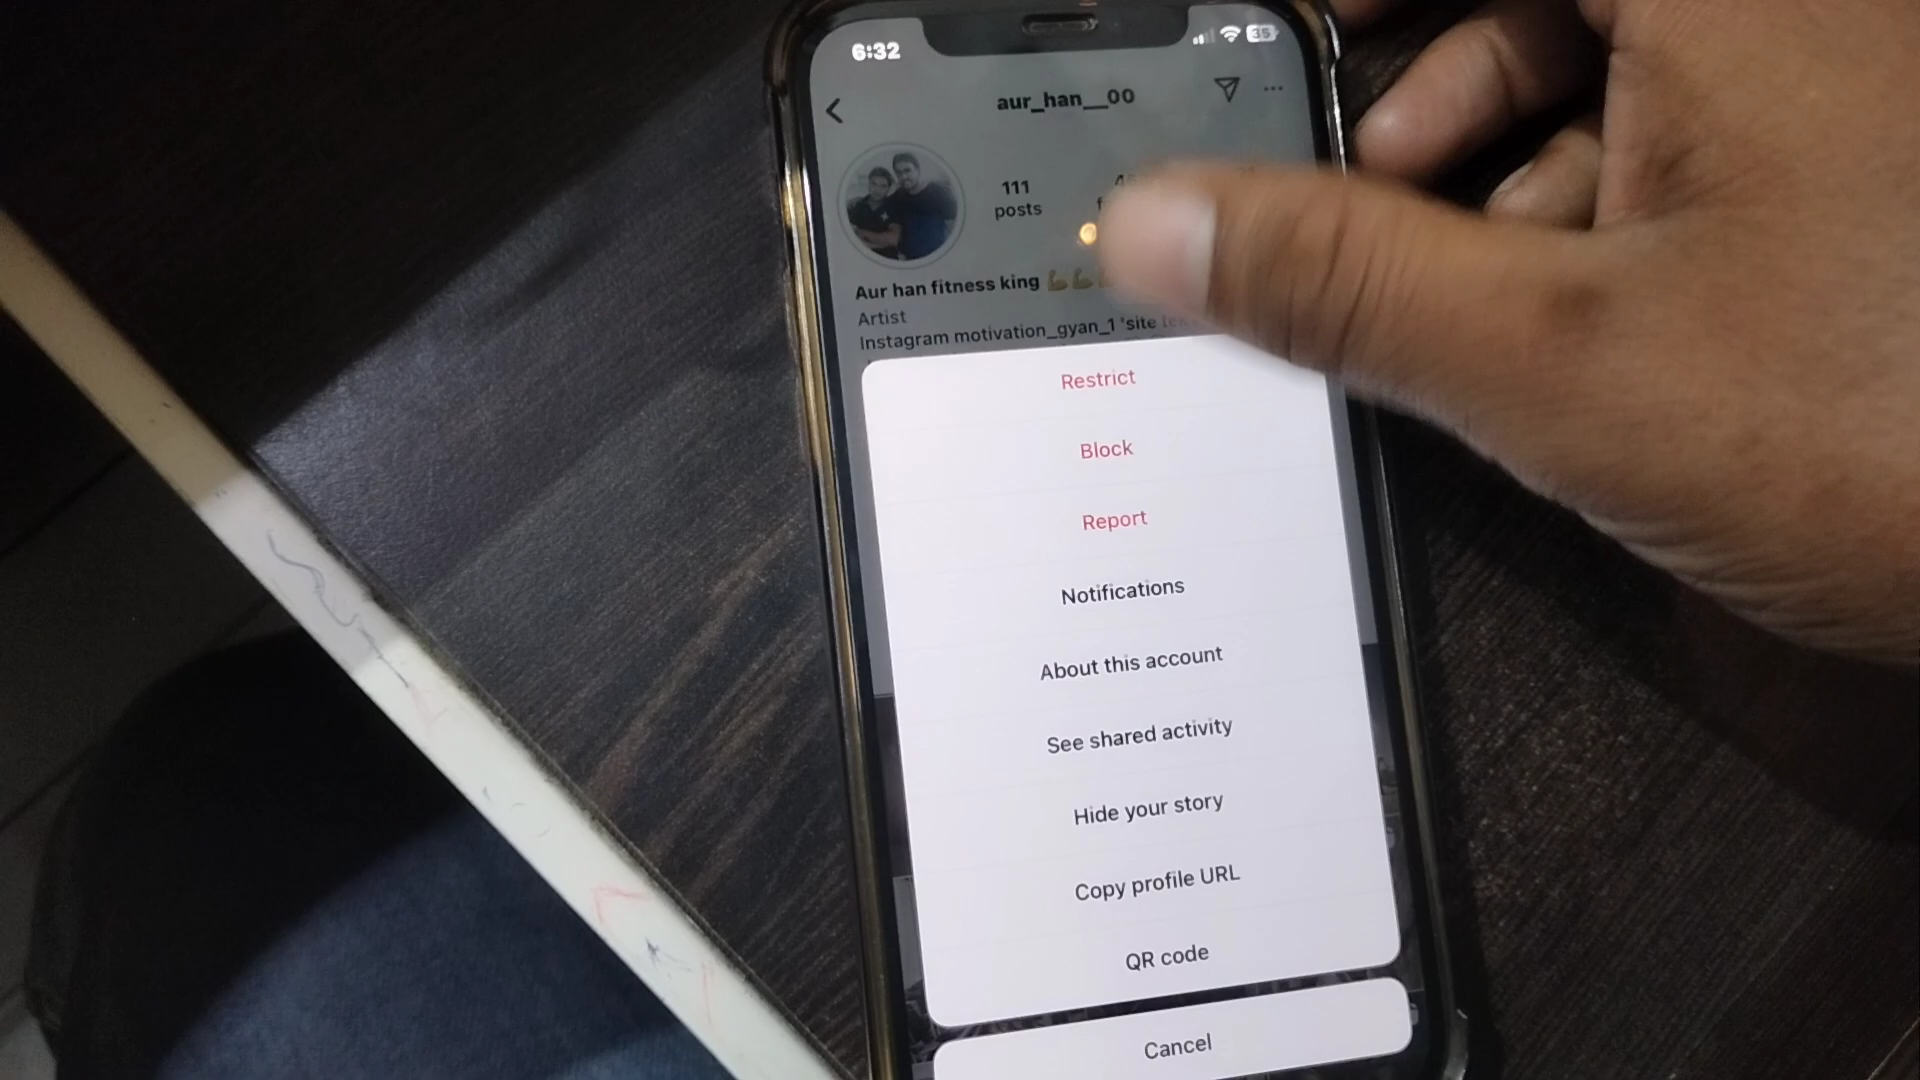 6:32
35
aur_han__00
111
posts
Aur han fitness king
Artist
Instagram motivation_gyan_1 'site
Restrict
Block
Report
Notifications
About this account
See shared activity
Hide your story
Copy profile URL
QR code
Cancel